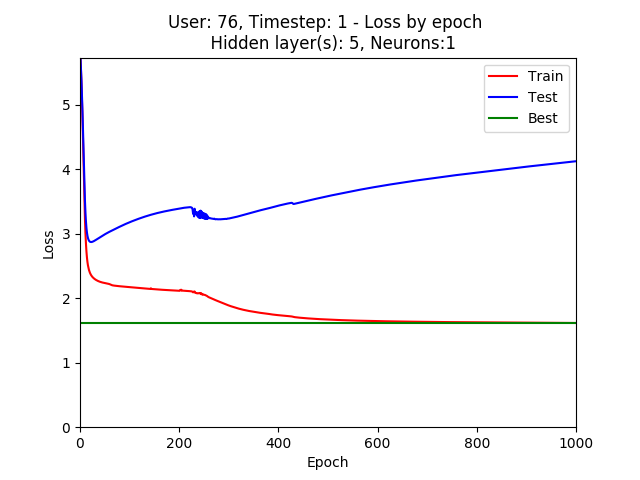 User: 76, Timestep: 1 - Loss by epoch
Hidden layer(s): 5, Neurons:1
Train
Test
Best
Loss
5
4
3
2
1
0
0 200 400 600 800 1000
Epoch